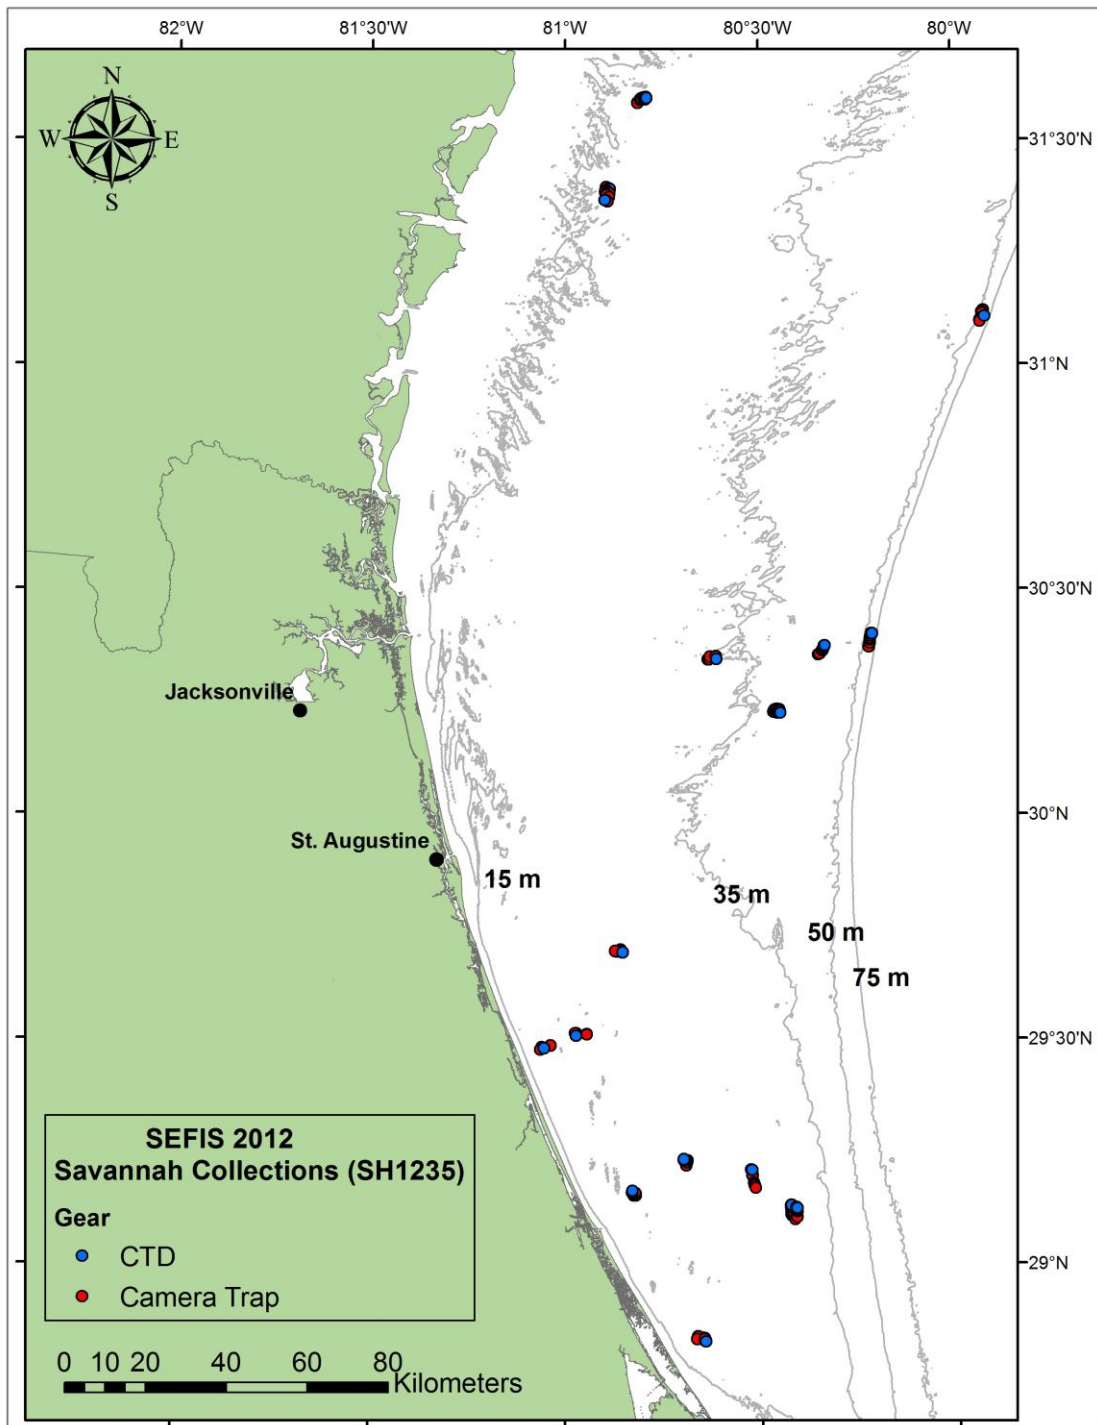 82°W 81°30'W 81°W 80°30'W 80°W
N
W E
S
31°30'N
31°N
30°30'N
Jacksonville
30°N
St. Augustine
15 m
35 m
50 m
75 m
29°30'N
SEFIS 2012
Savannah Collections (SH1235)
Gear
CTD
29°N
Camera Trap
0 10 20 40 60 80
Kilometers